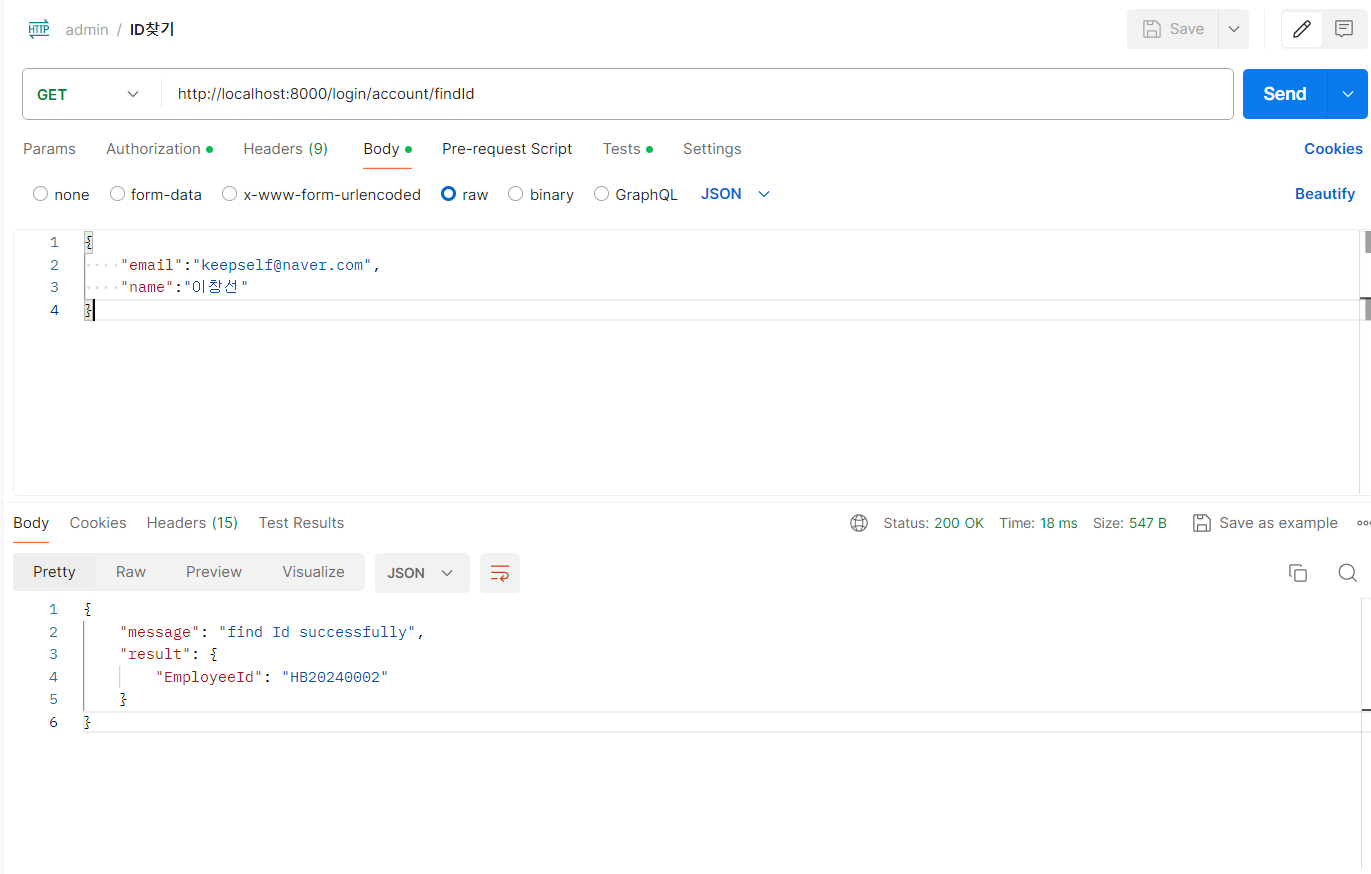 HTTP admin / ID찾기 Save
GET http://localhost:8000/login/account/findId Send
Params Authorization Headers (9) Body Pre-request Script Tests Settings Cookies
none form-data x-www-form-urlencoded raw binary GraphQL JSON Beautify
1 {
2 "email":"keepself@naver.com",
3 "name":"이창선"
4 }
Body Cookies Headers (15) Test Results Status: 200 OK Time: 18 ms Size: 547 B Save as example
Pretty Raw Preview Visualize JSON
1 {
2 "message": "find Id successfully",
3 "result": {
4 "EmployeeId": "HB20240002"
5 }
6 }